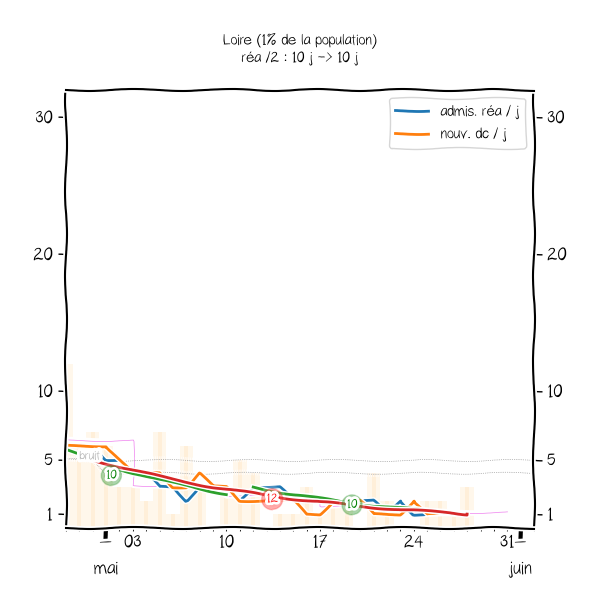 Loire (1% de la population)
réa /2 : 10 j -> 10 j
admis. réa / j
nouv. dc / j
30
30
20
20
10
10
5
5
bruit
10
12
10
1
1
03
10
17
24
31
mai
juin